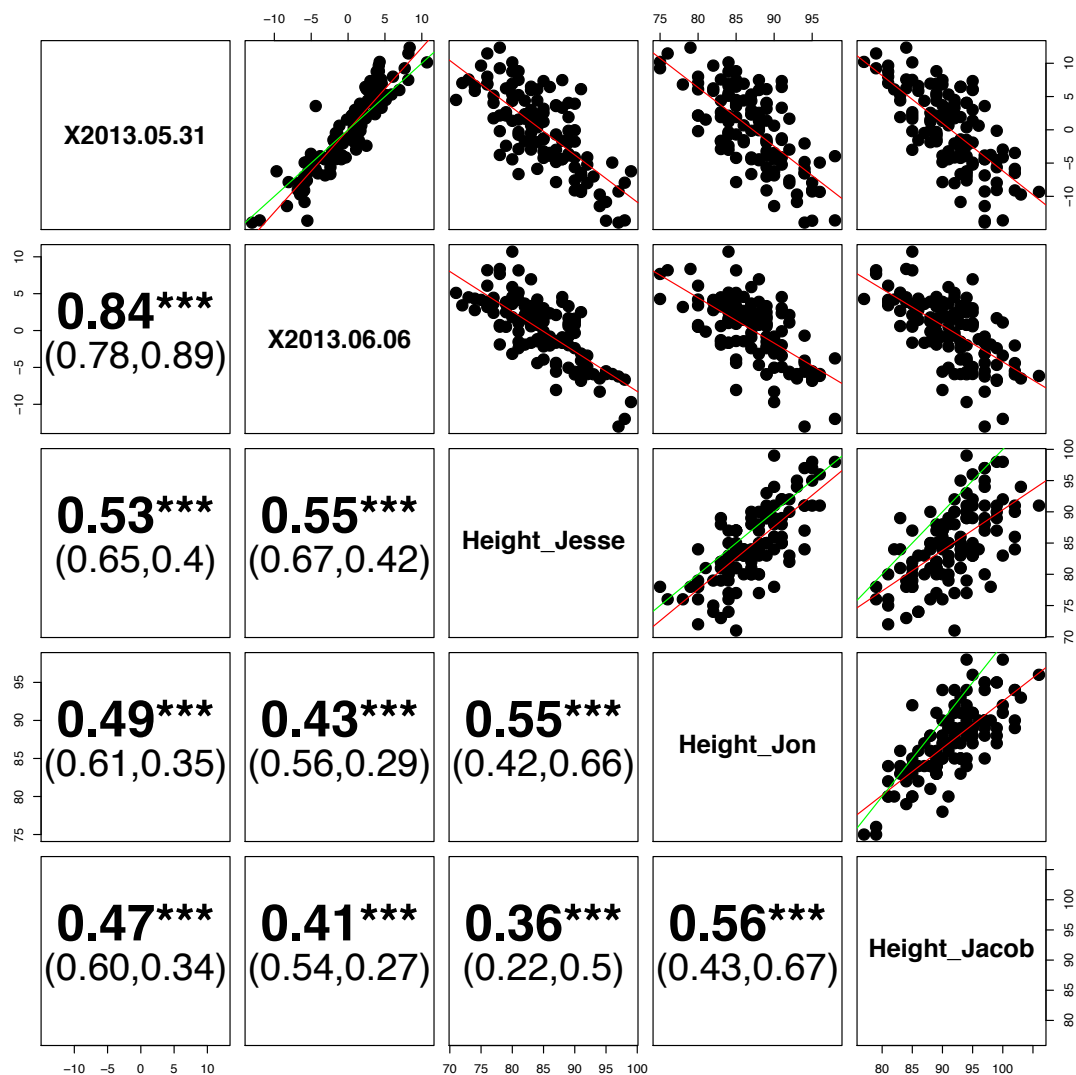 −10 −5 0 5 10
75 80 85 90 95
X2013.05.31
−10 −5 0 5 10
−10 −5 0 5 10
0.84***
(0.78,0.89)
X2013.06.06
0.53***
(0.65,0.4)
0.55***
(0.67,0.42)
Height_Jesse
70 75 80 85 90 95 100
75 80 85 90 95
0.49***
(0.61,0.35)
0.43***
(0.56,0.29)
0.55***
(0.42,0.66)
Height_Jon
0.47***
(0.60,0.34)
0.41***
(0.54,0.27)
0.36***
(0.22,0.5)
0.56***
(0.43,0.67)
Height_Jacob
80 85 90 95 100
−10 −5 0 5 10
70 75 80 85 90 95 100
80 85 90 95 100